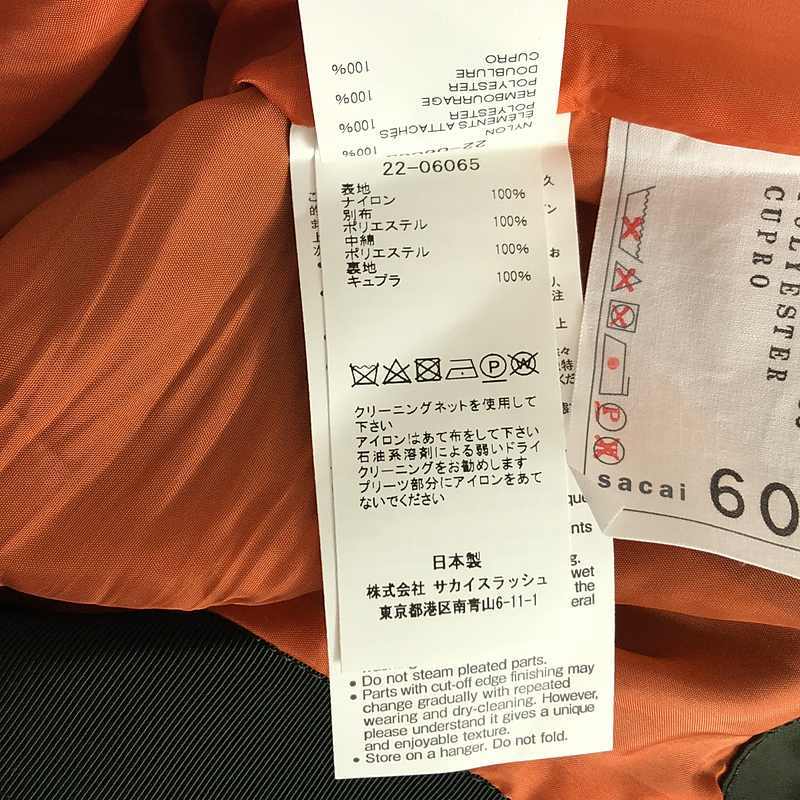 CUPRO
100%
DOUBLURE
POLYESTER
100%
REMBOURRAGE
POLYESTER
100%
ÉLÉMENTS ATTACHÉS
NYLON
100%
22-06065
表地
ナイロン 100%
別布
ポリエステル 100%
中綿
ポリエステル 100%
裏地
キュプラ 100%
P W
クリーニングネットを使用して
下さい
アイロンはあて布をして下さい
石油系溶剤による弱いドライ
クリーニングをお勧めします
プリーツ部分にアイロンをあて
ないでください
日本製
株式会社 サカイスラッシュ
東京都港区南青山6-11-1
wet
the
• Do not steam pleated parts.
• Parts with cut-off edge finishing may
change gradually with repeated
wearing and dry-cleaning. However,
please understand it gives a unique
and enjoyable texture.
• Store on a hanger. Do not fold.
POLYESTER
CUPRO
P
sacai
60